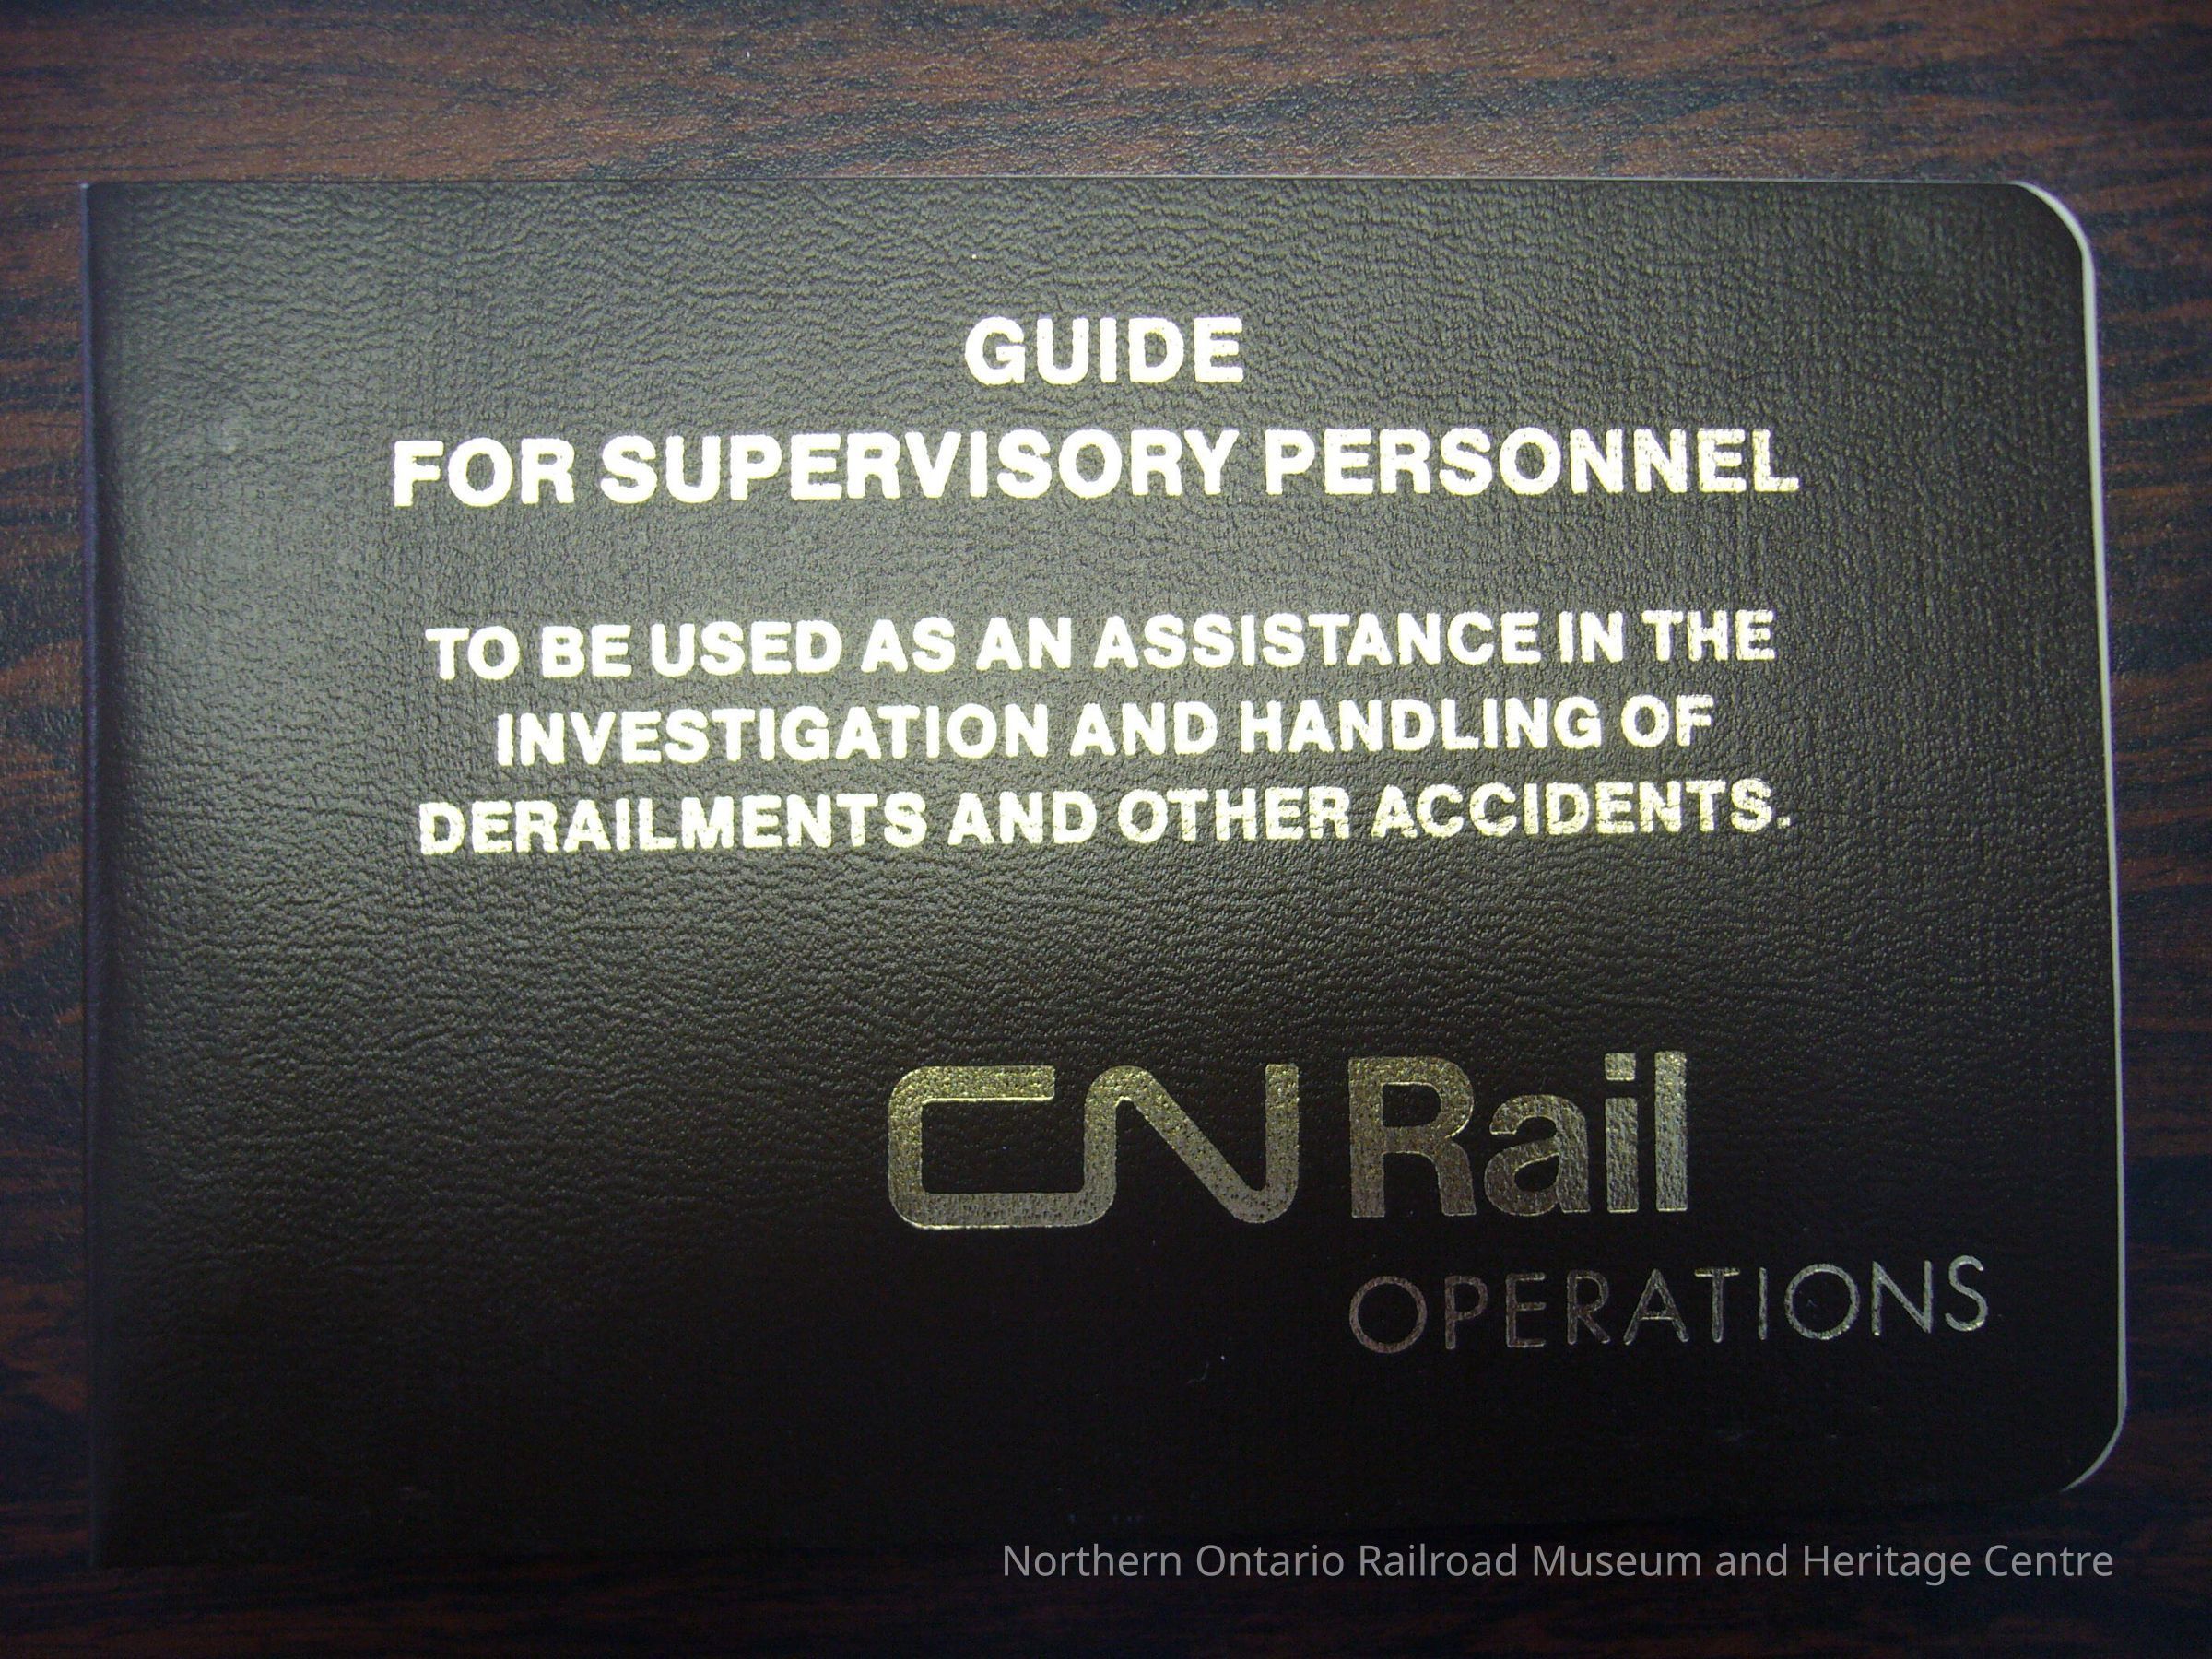 GUIDE
FOR SUPERVISORY PERSONNEL
TO BE USED AS AN ASSISTANCE IN THE
INVESTIGATION AND HANDLING OF
DERAILMENTS AND OTHER ACCIDENTS.
CN Rail
OPERATIONS
Northern Ontario Railroad Museum and Heritage Centre